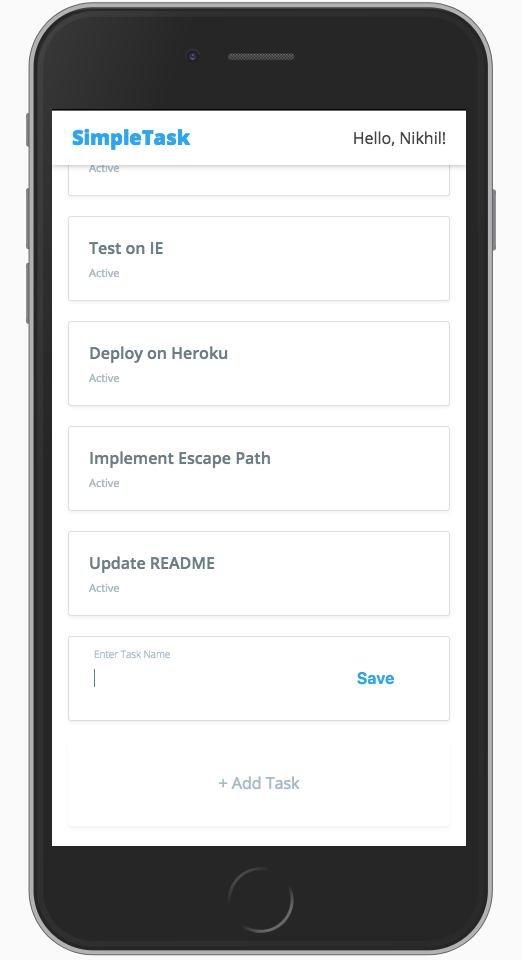 SimpleTask
Hello, Nikhil!
Active
Test on IE
Active
Deploy on Heroku
Active
Implement Escape Path
Active
Update README
Active
Enter Task Name
Save
+ Add Task